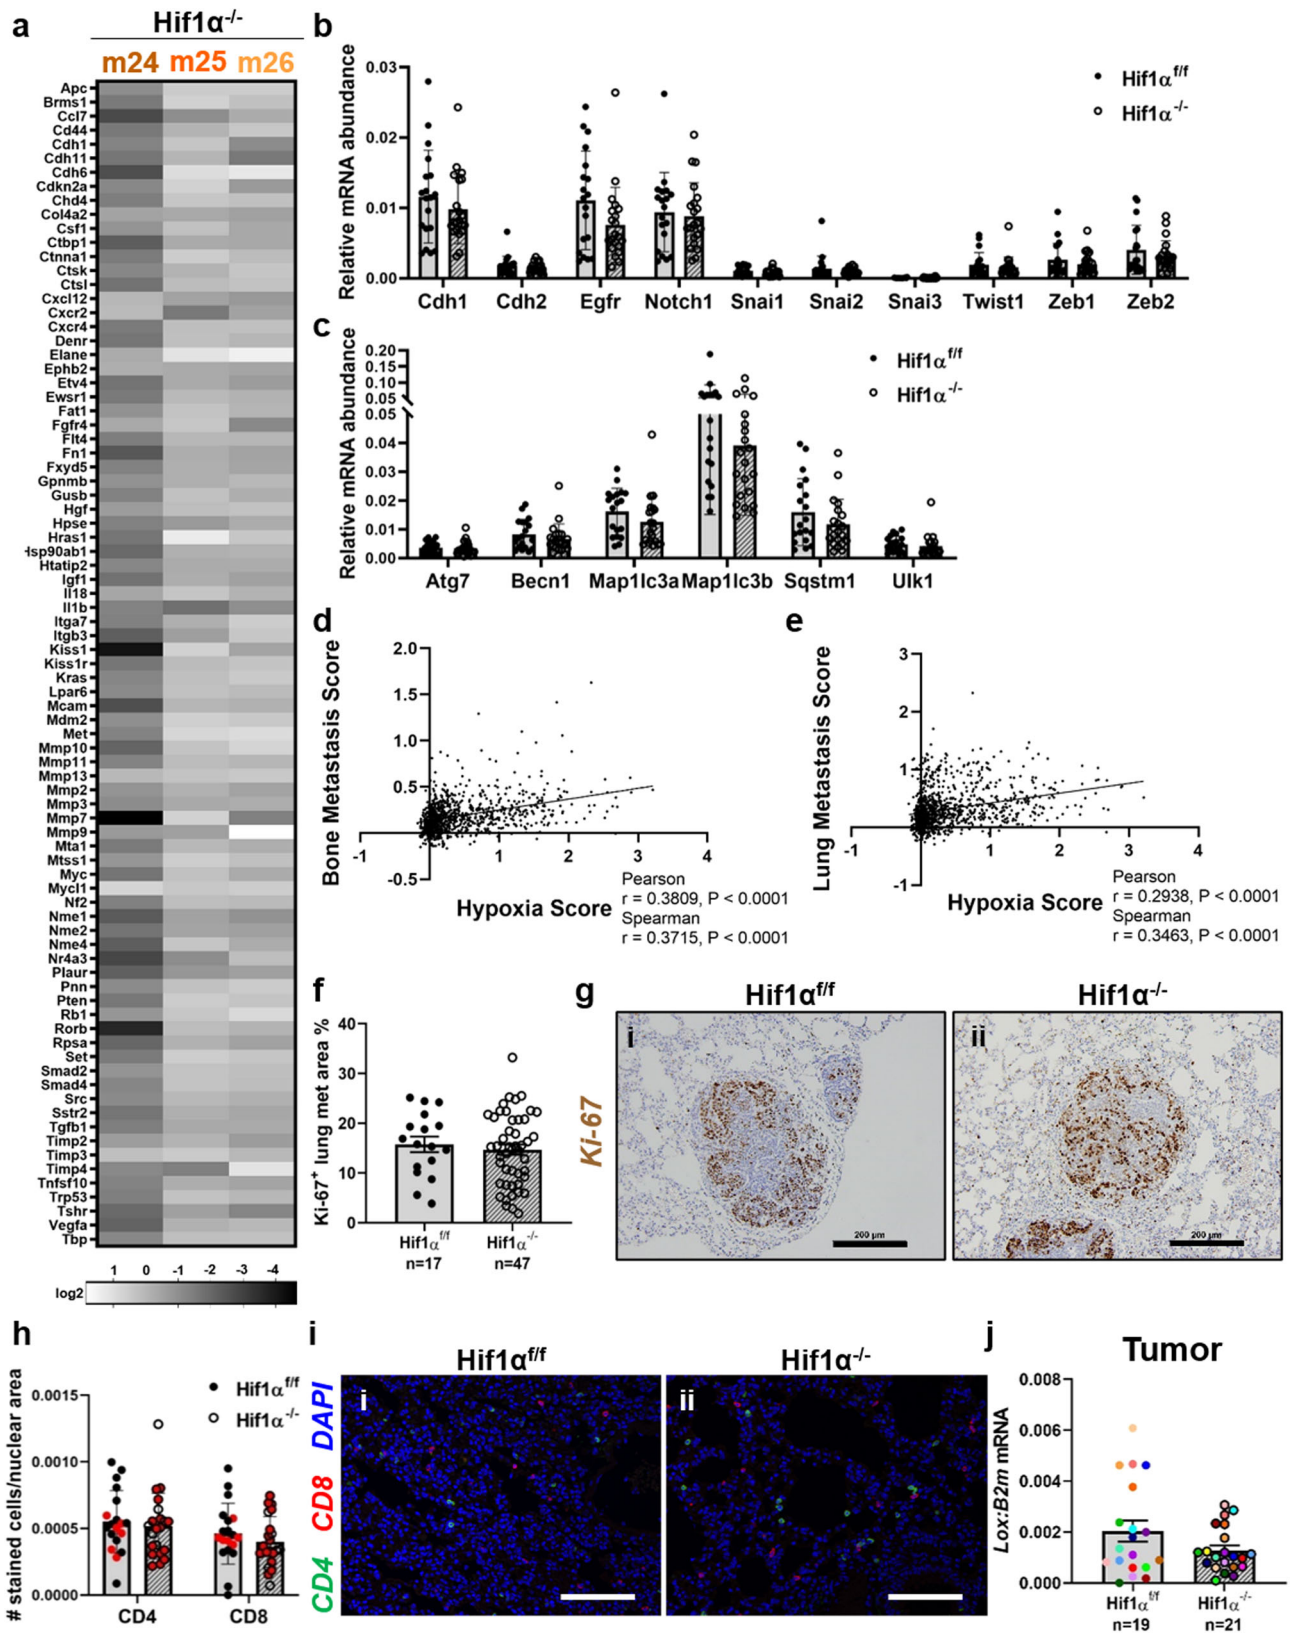 a
Hif1α-/-
m24 m25 m26
Apc
Brms1
Ccl7
Cd44
Cdh1
Cdh11
Cdh6
Cdkn2a
Chd4
Col4a2
Csf1
Ctbp1
Ctnna1
Ctsk
Ctsl
Cxcl12
Cxcr2
Cxcr4
Denr
Elane
Ephb2
Etv4
Ewsr1
Fat1
Fgfr4
Flt4
Fn1
Fxyd5
Gpnmb
Gusb
Hgf
Hpse
Hras1
Hsp90ab1
Htatip2
Igf1
Il18
Il1b
Itga7
Itgb3
Kiss1
Kiss1r
Kras
Lpar6
Mcam
Mdm2
Met
Mmp10
Mmp11
Mmp13
Mmp2
Mmp3
Mmp7
Mmp9
Mta1
Mtss1
Myc
Mycl1
Nf2
Nme1
Nme2
Nme4
Nr4a3
Plaur
Pnn
Pten
Rb1
Rorb
Rpsa
Set
Smad2
Smad4
Src
Sstr2
Tgfb1
Timp2
Timp3
Timp4
Tnfsf10
Trp53
Tshr
Vegfa
Tbp
1 0 -1 -2 -3 -4
log2
b
Relative mRNA abundance
0.03
0.02
0.01
0.00
Hif1αf/f
Hif1α-/-
Cdh1 Cdh2 Egfr Notch1 Snai1 Snai2 Snai3 Twist1 Zeb1 Zeb2
c
Relative mRNA abundance
0.20
0.15
0.10
0.05
0.05
0.04
0.03
0.02
0.01
0.00
Hif1αf/f
Hif1α-/-
Atg7 Becn1 Map1lc3a Map1lc3b Sqstm1 Ulk1
d
Bone Metastasis Score
2.0
1.5
1.0
0.5
-0.5
-1 1 2 3 4
Hypoxia Score
Pearson
r = 0.3809, P < 0.0001
Spearman
r = 0.3715, P < 0.0001
e
Lung Metastasis Score
3
2
1
-1
-1 1 2 3 4
Hypoxia Score
Pearson
r = 0.2938, P < 0.0001
Spearman
r = 0.3463, P < 0.0001
f
Ki-67+ lung met area %
40
30
20
10
0
Hif1αf/f Hif1α-/-
n=17 n=47
g
Hif1αf/f Hif1α-/-
Ki-67
i
200 µm
ii
200 µm
h
# stained cells/nuclear area
0.0015
0.0010
0.0005
0.0000
Hif1αf/f
Hif1α-/-
CD4 CD8
i
Hif1αf/f Hif1α-/-
CD4 CD8 DAPI
i
ii
j
Tumor
Lox:B2m mRNA
0.008
0.006
0.004
0.002
0.000
Hif1αf/f Hif1α-/-
n=19 n=21